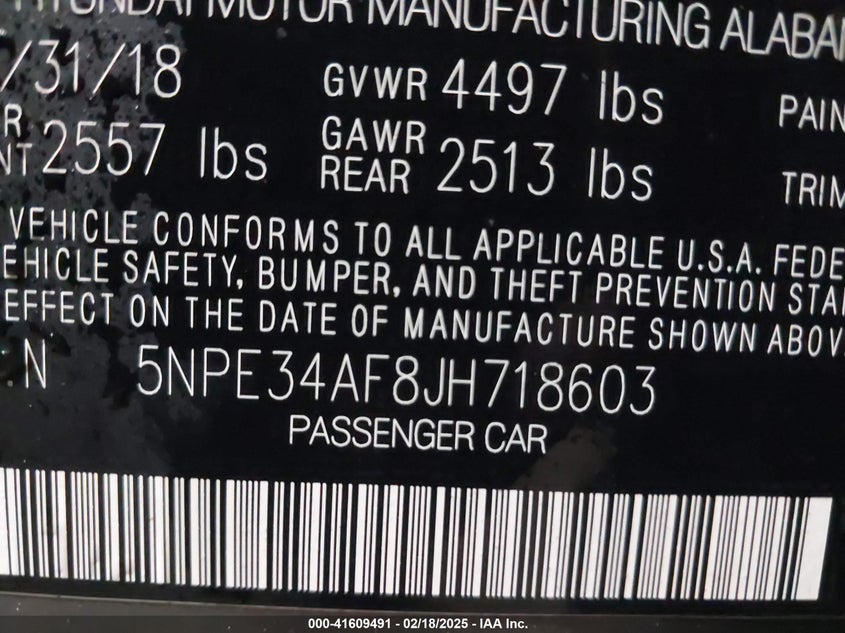 HYUNDAI MOTOR MANUFACTURING ALABAM
/31/18 GVWR 4497 lbs PAIN
R
NT 2557 lbs GAWR
REAR 2513 lbs TRIM
VEHICLE CONFORMS TO ALL APPLICABLE U.S.A. FEDE
EHICLE SAFETY, BUMPER, AND THEFT PREVENTION STA
EFFECT ON THE DATE OF MANUFACTURE SHOWN ABOV
: N 5NPE34AF8JH718603
PASSENGER CAR
000-41609491 - 02/18/2025 - IAA Inc.